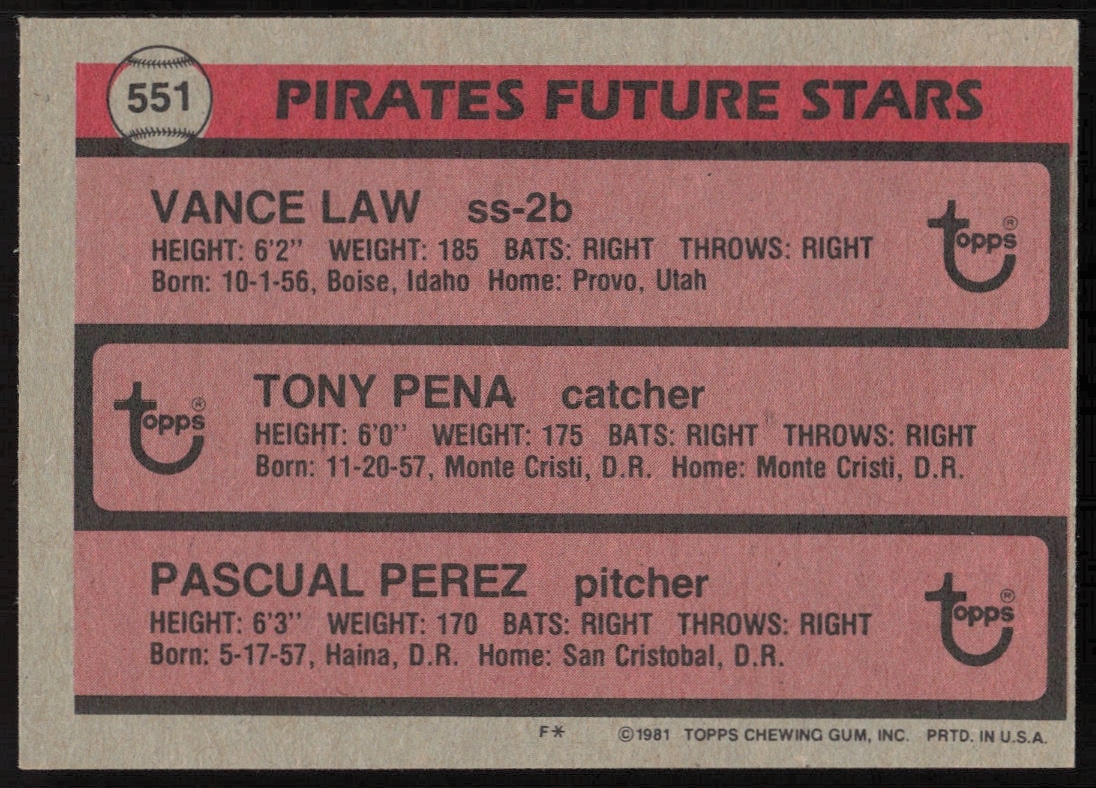 551
PIRATES FUTURE STARS
VANCE LAW ss-2b
HEIGHT: 6'2" WEIGHT: 185 BATS: RIGHT THROWS: RIGHT
Born: 10-1-56, Boise, Idaho Home: Provo, Utah
topps®
topps®
TONY PENA catcher
HEIGHT: 6'0" WEIGHT: 175 BATS: RIGHT THROWS: RIGHT
Born: 11-20-57, Monte Cristi, D.R. Home: Monte Cristi, D.R.
PASCUAL PEREZ pitcher
HEIGHT: 6'3" WEIGHT: 170 BATS: RIGHT THROWS: RIGHT
Born: 5-17-57, Haina, D.R. Home: San Cristobal, D.R.
topps®
F* ©1981 TOPPS CHEWING GUM, INC. PRTD. IN U.S.A.